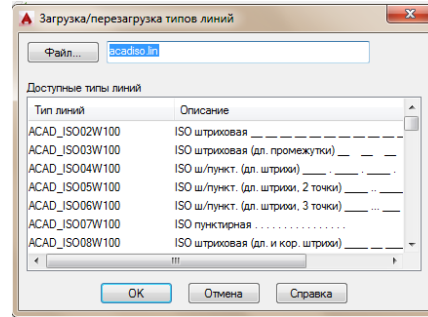 Загрузка/перезагрузка типов линий
Файл... acadiso.lin
Доступные типы линий
Тип линий Описание
ACAD_ISO02W100 ISO штриховая __ __ __ __ __ __ __ __ __ __
ACAD_ISO03W100 ISO штриховая (дл. промежутки) __ __ __
ACAD_ISO04W100 ISO ш/пункт. (дл. штрихи) ____ . ____ . ____ .
ACAD_ISO05W100 ISO ш/пункт. (дл. штрихи, 2 точки) ____ .. ____
ACAD_ISO06W100 ISO ш/пункт. (дл. штрихи, 3 точки) ____ ... ____
ACAD_ISO07W100 ISO пунктирная . . . . . . . . . . . . . . .
ACAD_ISO08W100 ISO штриховая (дл. и кор. штрихи) ____ __ ___
OK Отмена Справка